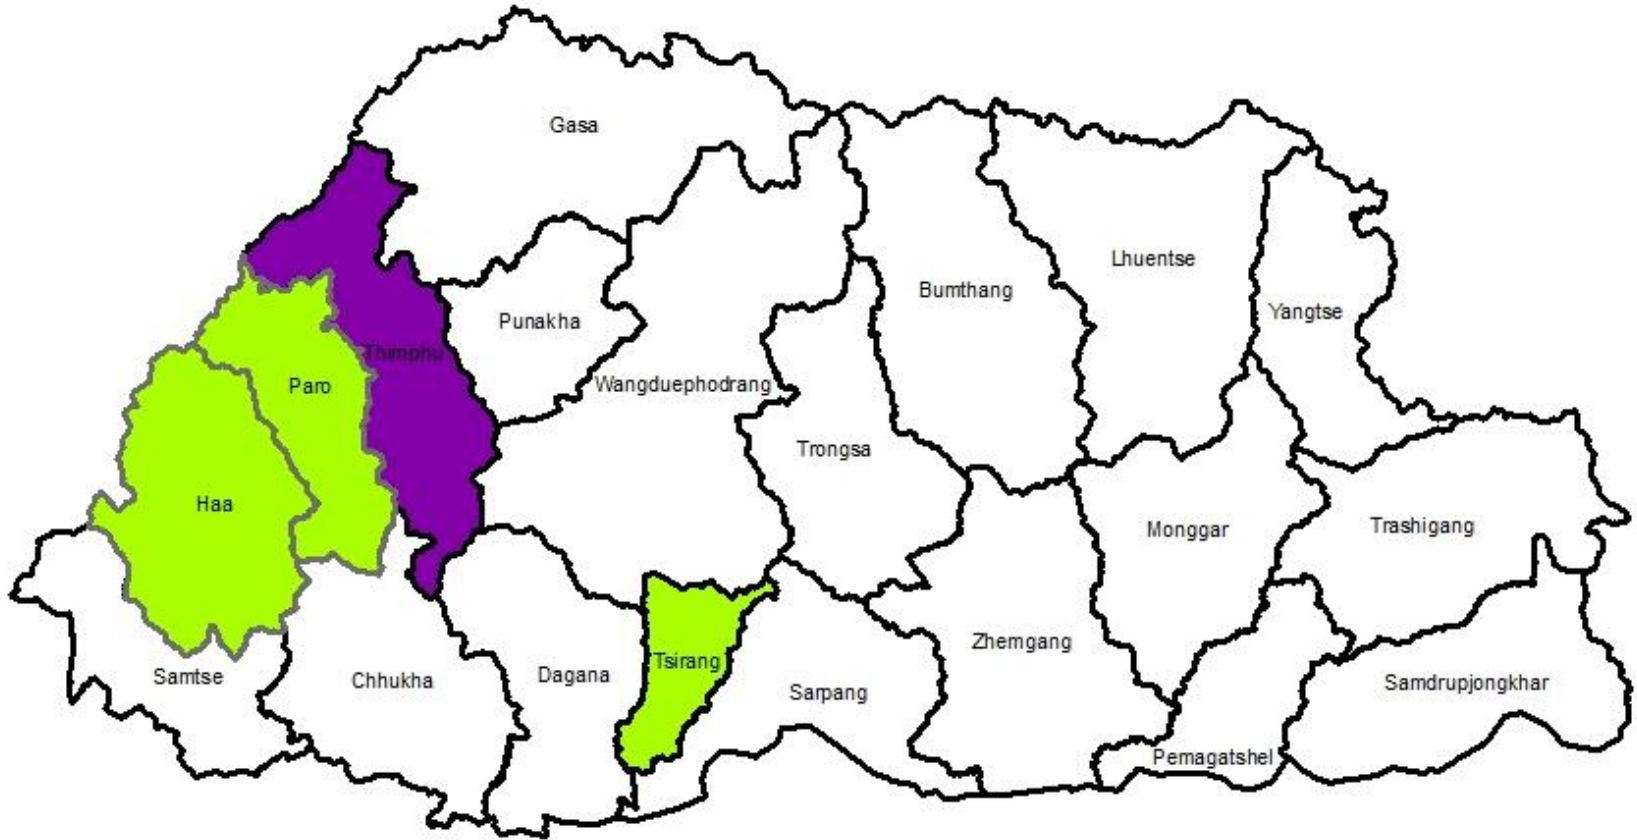 Gasa
Lhuentse
Bumthang
Yangtse
Punakha
Thimphu
Paro
Wangduephodrang
Trongsa
Haa
Monggar
Trashigang
Zhemgang
Tsirang
Samtse
Chhukha
Dagana
Sarpang
Samdrupjongkhar
Pemagatshel